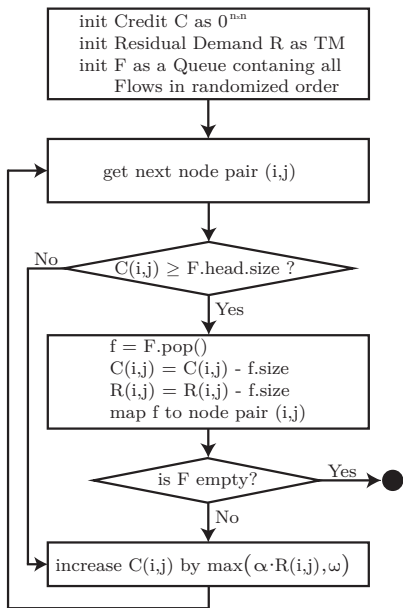 init Credit C as 0ⁿˣⁿ
init Residual Demand R as TM
init F as a Queue contaning all
Flows in randomized order
get next node pair (i,j)
No
C(i,j) ≥ F.head.size ?
Yes
f = F.pop()
C(i,j) = C(i,j) - f.size
R(i,j) = R(i,j) - f.size
map f to node pair (i,j)
is F empty?
Yes
No
increase C(i,j) by max(α·R(i,j),ω)